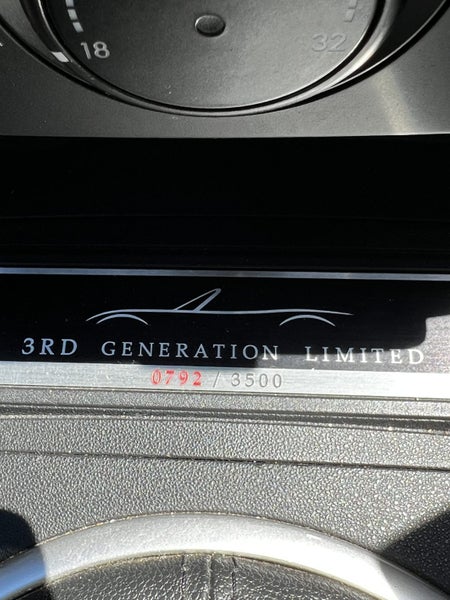 18 32
3RD GENERATION LIMITED
0792 / 3500